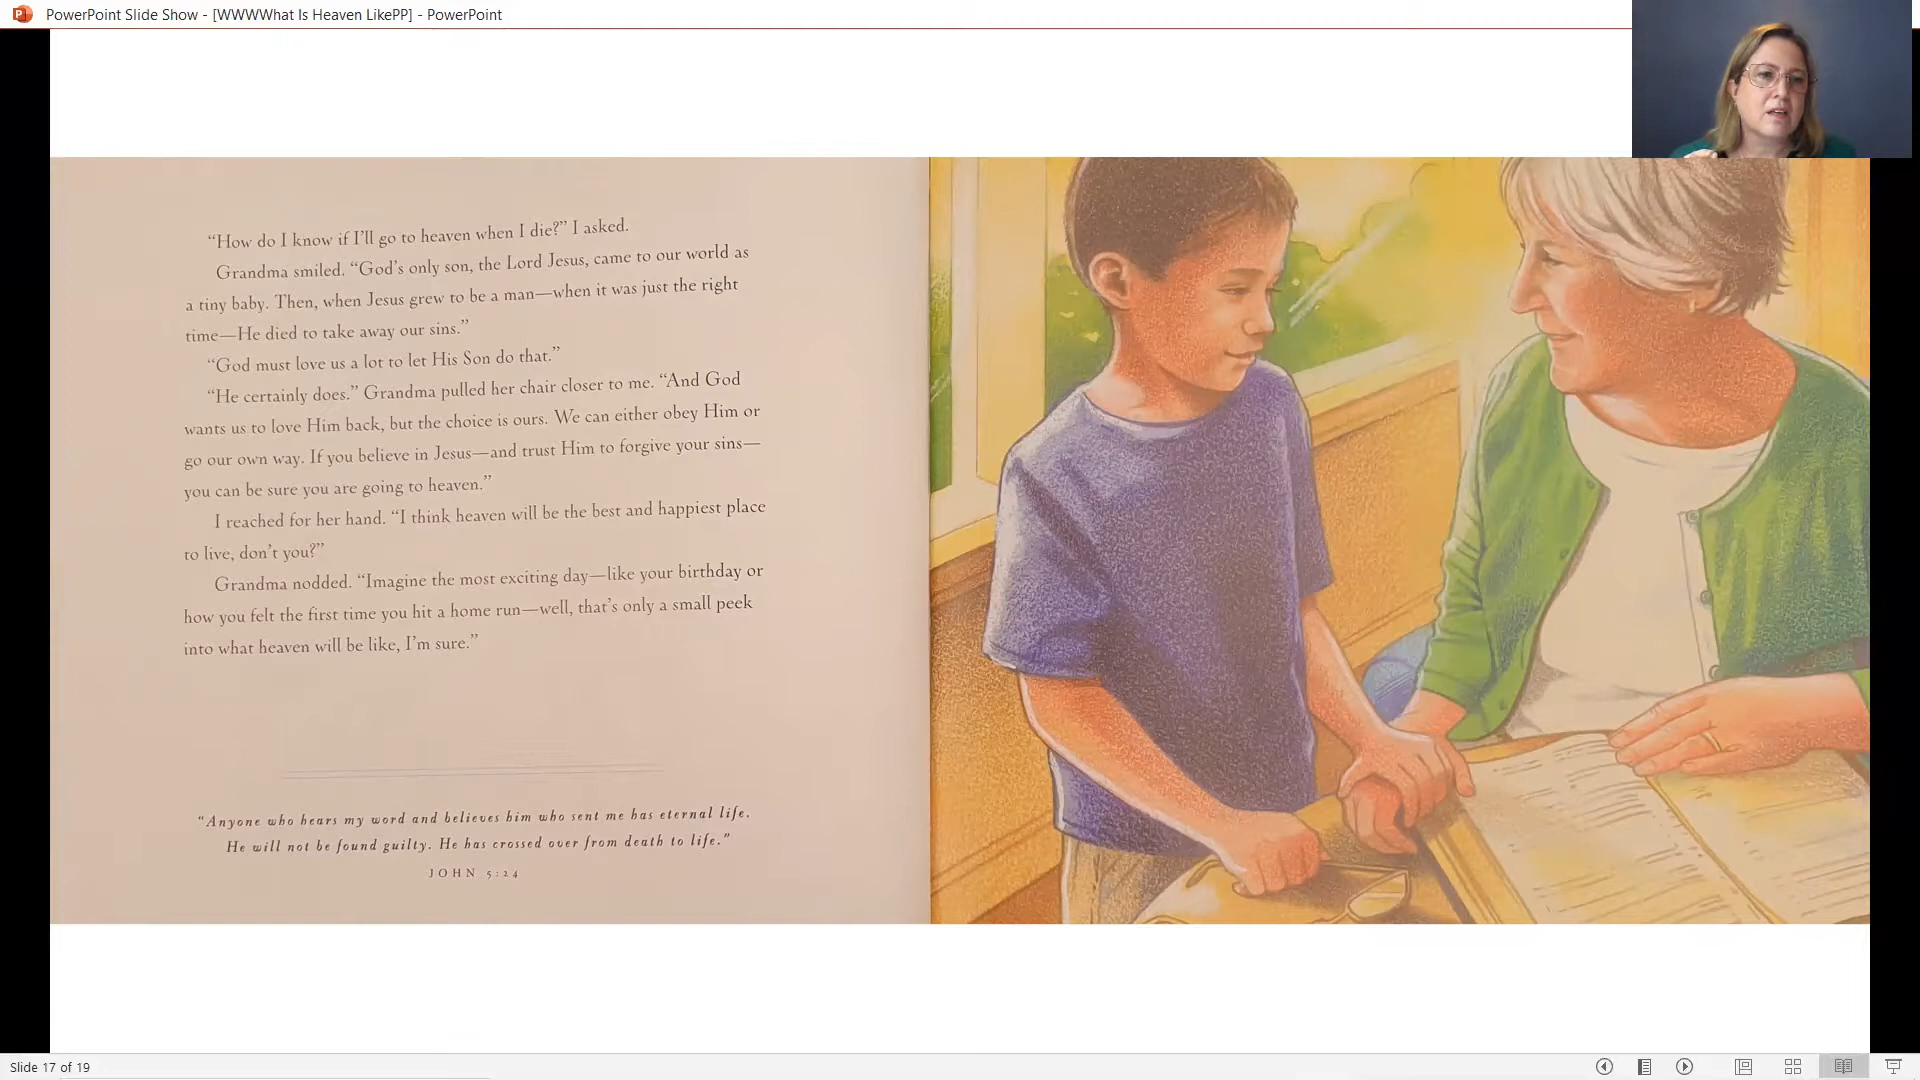 PowerPoint Slide Show - [WWWWhat Is Heaven LikePP] - PowerPoint
“How do I know if I’ll go to heaven when I die?” I asked.
Grandma smiled. “God’s only son, the Lord Jesus, came to our world as
a tiny baby. Then, when Jesus grew to be a man—when it was just the right
time—He died to take away our sins.”
“God must love us a lot to let His Son do that.”
“He certainly does.” Grandma pulled her chair closer to me. “And God
wants us to love Him back, but the choice is ours. We can either obey Him or
go our own way. If you believe in Jesus—and trust Him to forgive your sins—
you can be sure you are going to heaven.”
I reached for her hand. “I think heaven will be the best and happiest place
to live, don’t you?”
Grandma nodded. “Imagine the most exciting day—like your birthday or
how you felt the first time you hit a home run—well, that’s only a small peek
into what heaven will be like, I’m sure.”
“Anyone who hears my word and believes him who sent me has eternal life.
He will not be found guilty. He has crossed over from death to life.”
JOHN 5:24
Slide 17 of 19